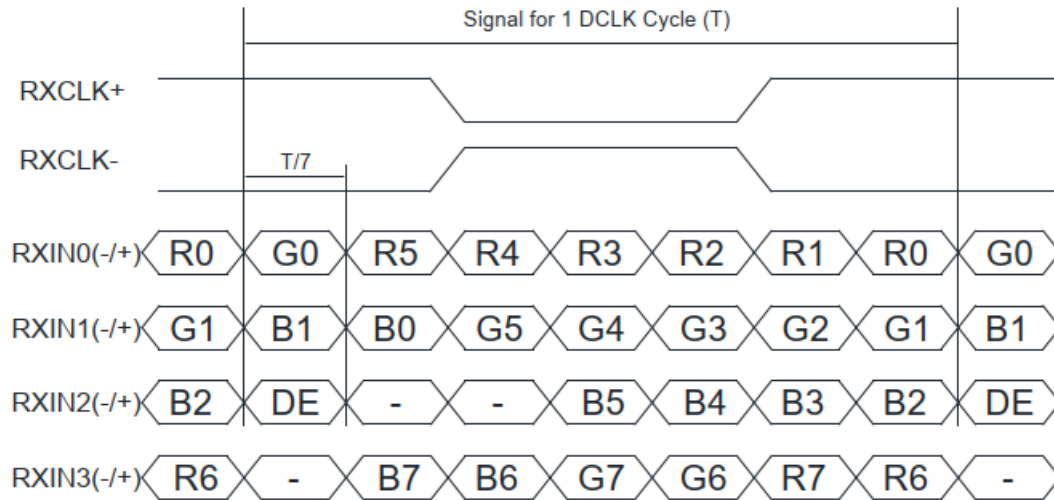 Signal for 1 DCLK Cycle (T)
RXCLK+
RXCLK-
T/7
RXIN0(-/+) R0 G0 R5 R4 R3 R2 R1 R0 G0
RXIN1(-/+) G1 B1 B0 G5 G4 G3 G2 G1 B1
RXIN2(-/+) B2 DE - - B5 B4 B3 B2 DE
RXIN3(-/+) R6 - B7 B6 G7 G6 R7 R6 -